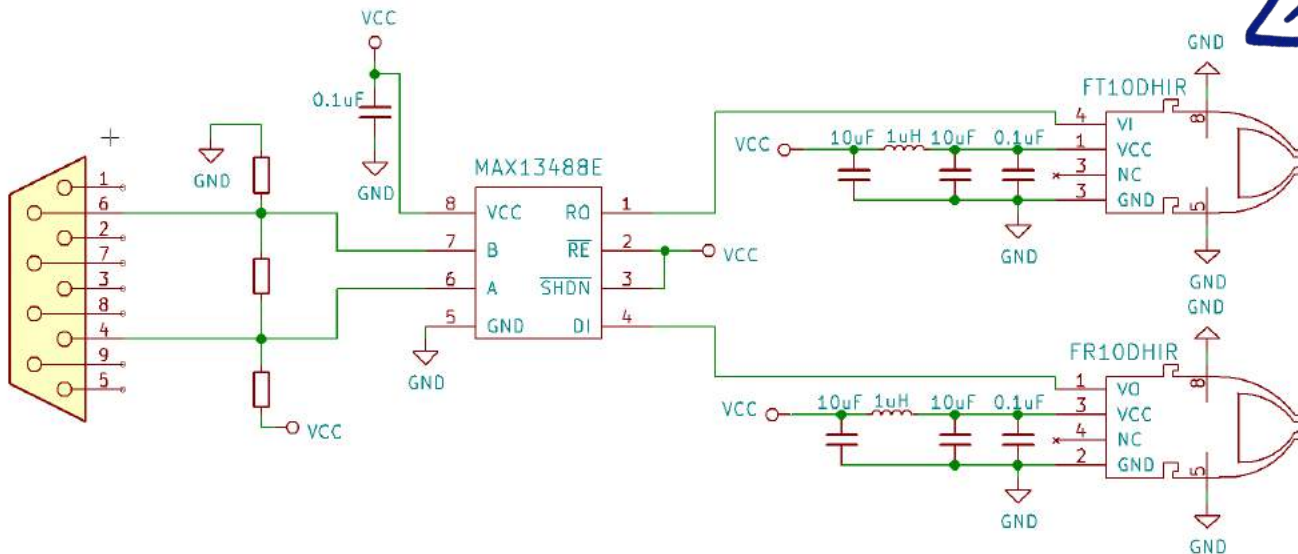 VCC
0.1uF
GND
GND
1
6
2
7
3
8
4
9
5
VCC
MAX13488E
8 VCC RO 1
7 B RE 2
6 A SHDN 3
5 GND DI 4
GND
VCC
GND
FT10DHIR
VCC 10uF 1uH 10uF 0.1uF
4 VI
1 VCC
3 NC
3 GND
8
5
GND
GND
GND
FR10DHIR
VCC 10uF 1uH 10uF 0.1uF
1 VO
3 VCC
4 NC
2 GND
8
5
GND
GND